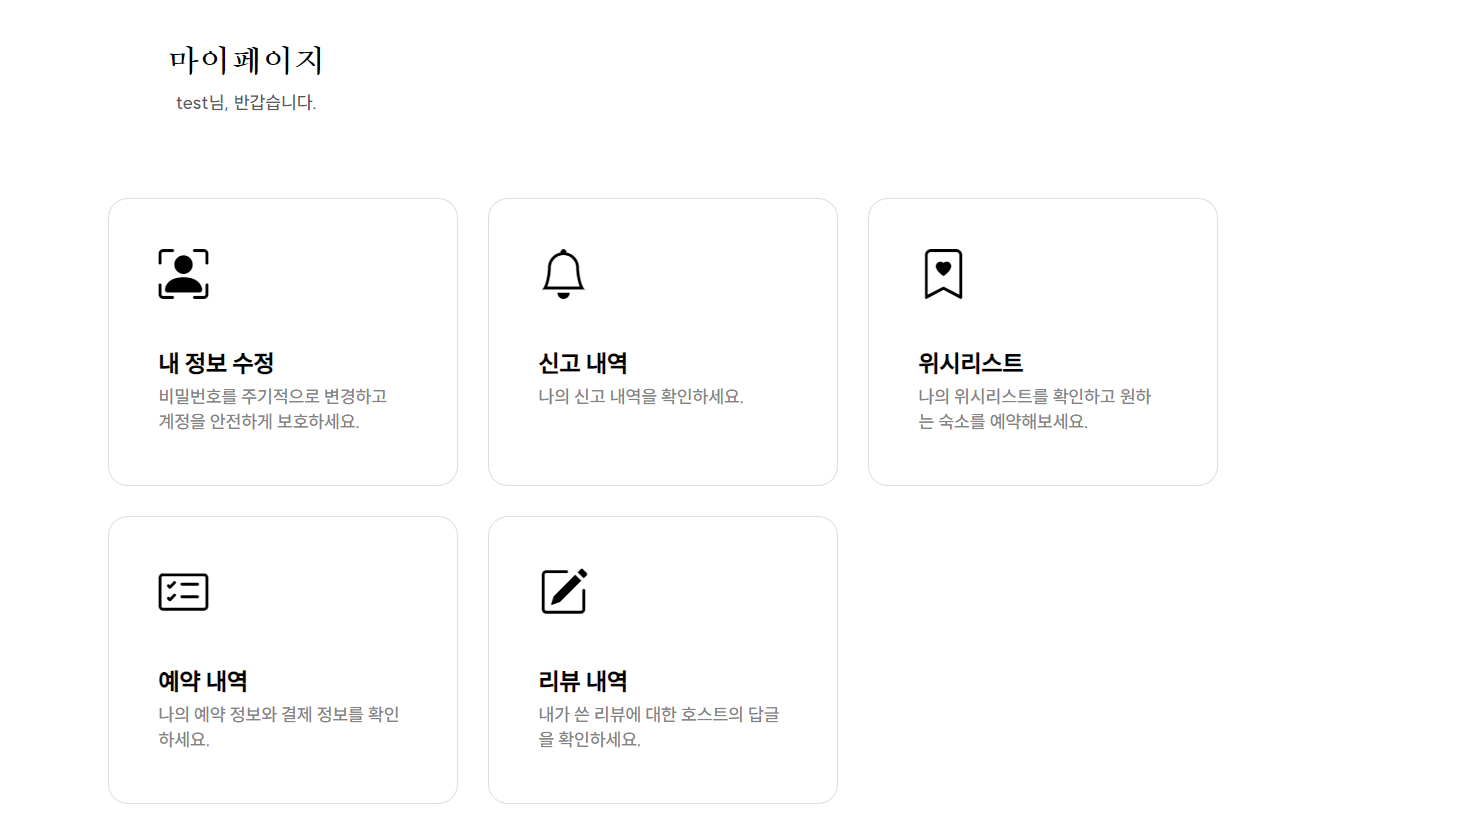 마이페이지
test님, 반갑습니다.
내 정보 수정
비밀번호를 주기적으로 변경하고
계정을 안전하게 보호하세요.
신고 내역
나의 신고 내역을 확인하세요.
위시리스트
나의 위시리스트를 확인하고 원하
는 숙소를 예약해보세요.
예약 내역
나의 예약 정보와 결제 정보를 확인
하세요.
리뷰 내역
내가 쓴 리뷰에 대한 호스트의 답글
을 확인하세요.